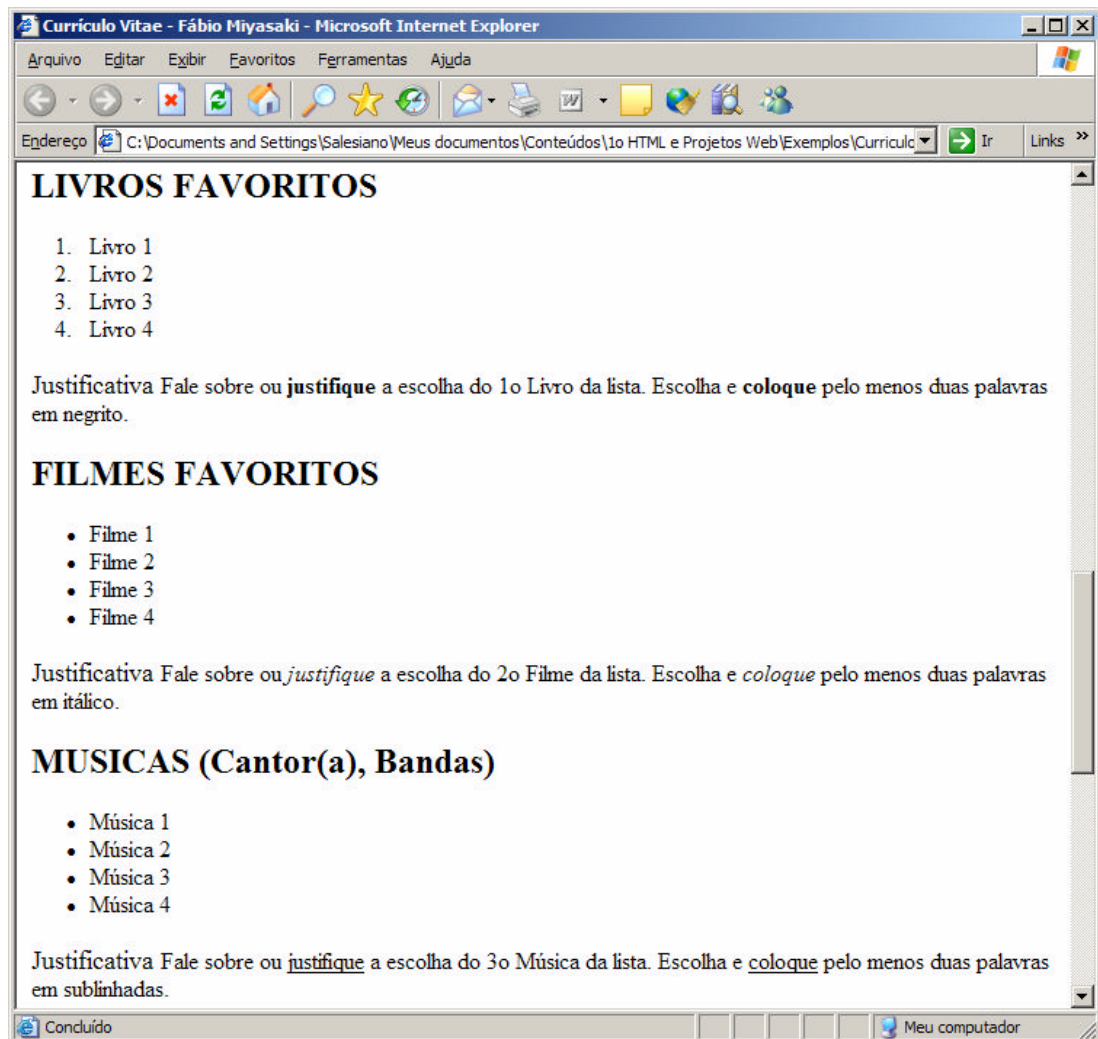 Currículo Vitae - Fábio Miyasaki - Microsoft Internet Explorer
Arquivo Editar Exibir Favoritos Ferramentas Ajuda
Endereço C:\Documents and Settings\Salesiano\Meus documentos\Conteúdos\1o HTML e Projetos Web\Exemplos\Curriculo Ir Links »
LIVROS FAVORITOS
1. Livro 1
2. Livro 2
3. Livro 3
4. Livro 4
Justificativa Fale sobre ou justifique a escolha do 1o Livro da lista. Escolha e coloque pelo menos duas palavras
em negrito.
FILMES FAVORITOS
• Filme 1
• Filme 2
• Filme 3
• Filme 4
Justificativa Fale sobre ou justifique a escolha do 2o Filme da lista. Escolha e coloque pelo menos duas palavras
em itálico.
MUSICAS (Cantor(a), Bandas)
• Música 1
• Música 2
• Música 3
• Música 4
Justificativa Fale sobre ou justifique a escolha do 3o Música da lista. Escolha e coloque pelo menos duas palavras
em sublinhadas.
Concluído Meu computador